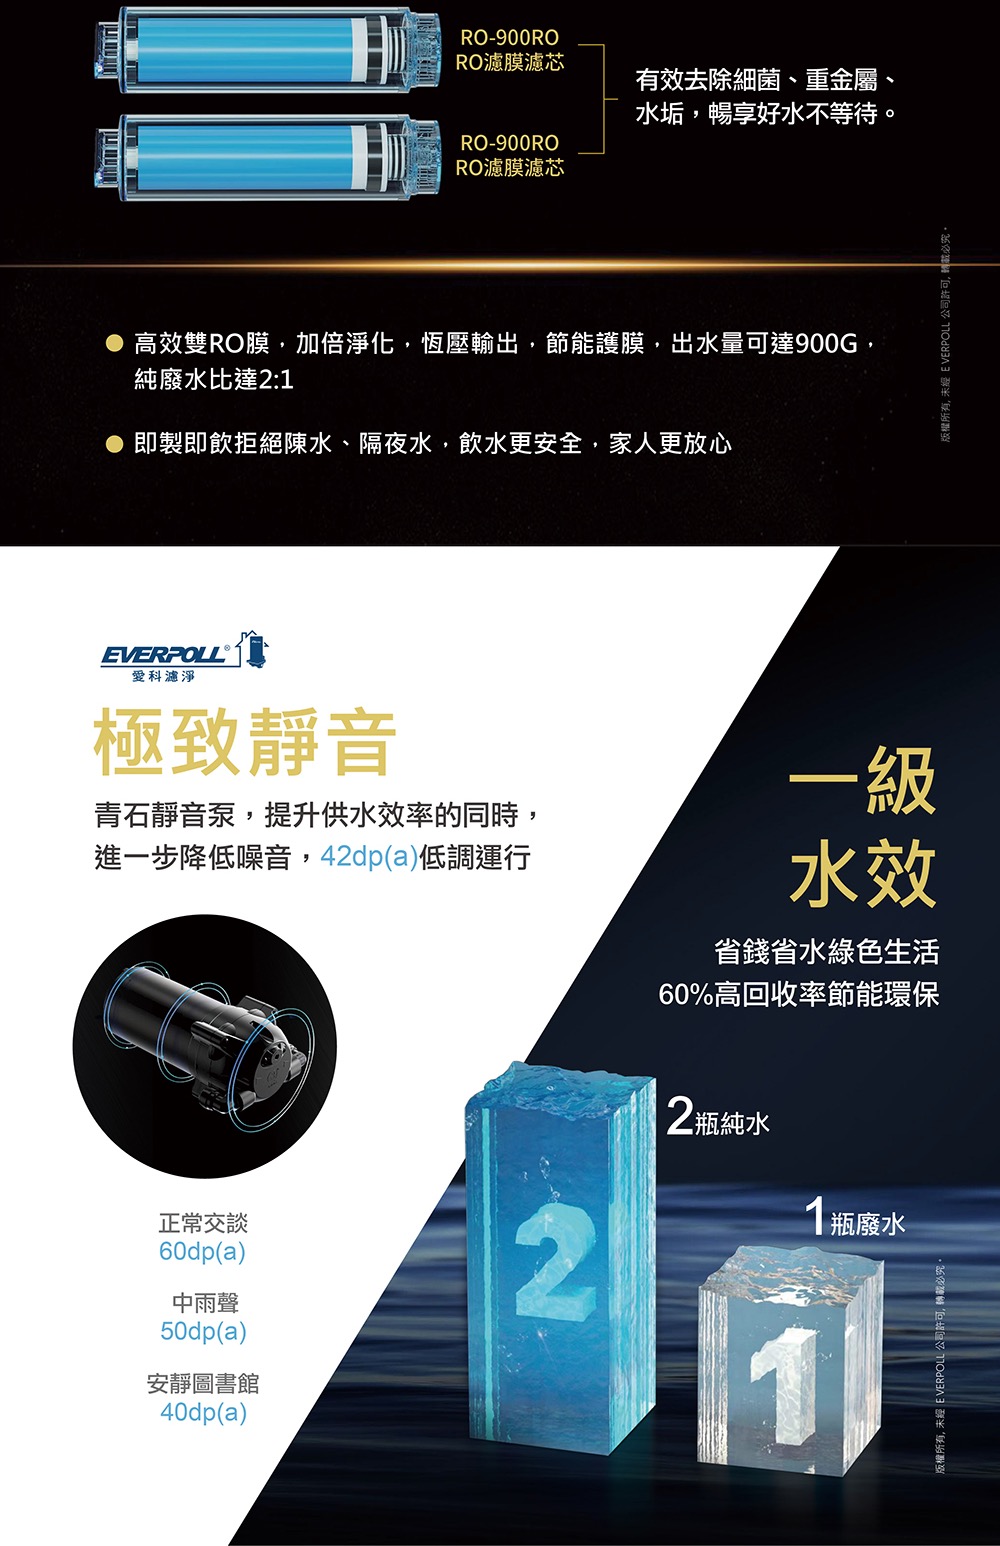 RO-900RO
RO濾膜濾芯
有效去除細菌、重金屬、
水垢，暢享好水不等待。
RO-900RO
RO濾膜濾芯
版權所有, 未經 EVERPOLL 公司許可, 轉載必究。
高效雙RO膜，加倍淨化，恆壓輸出，節能護膜，出水量可達900G，
純廢水比達2:1
即製即飲拒絕陳水、隔夜水，飲水更安全，家人更放心
EVERPOLL®
愛科濾淨
極致靜音
青石靜音泵，提升供水效率的同時，
進一步降低噪音，42dp(a)低調運行
一級
水效
省錢省水綠色生活
60%高回收率節能環保
2瓶純水
1瓶廢水
2
1
正常交談
60dp(a)
中雨聲
50dp(a)
安靜圖書館
40dp(a)
版權所有, 未經 EVERPOLL 公司許可, 轉載必究。